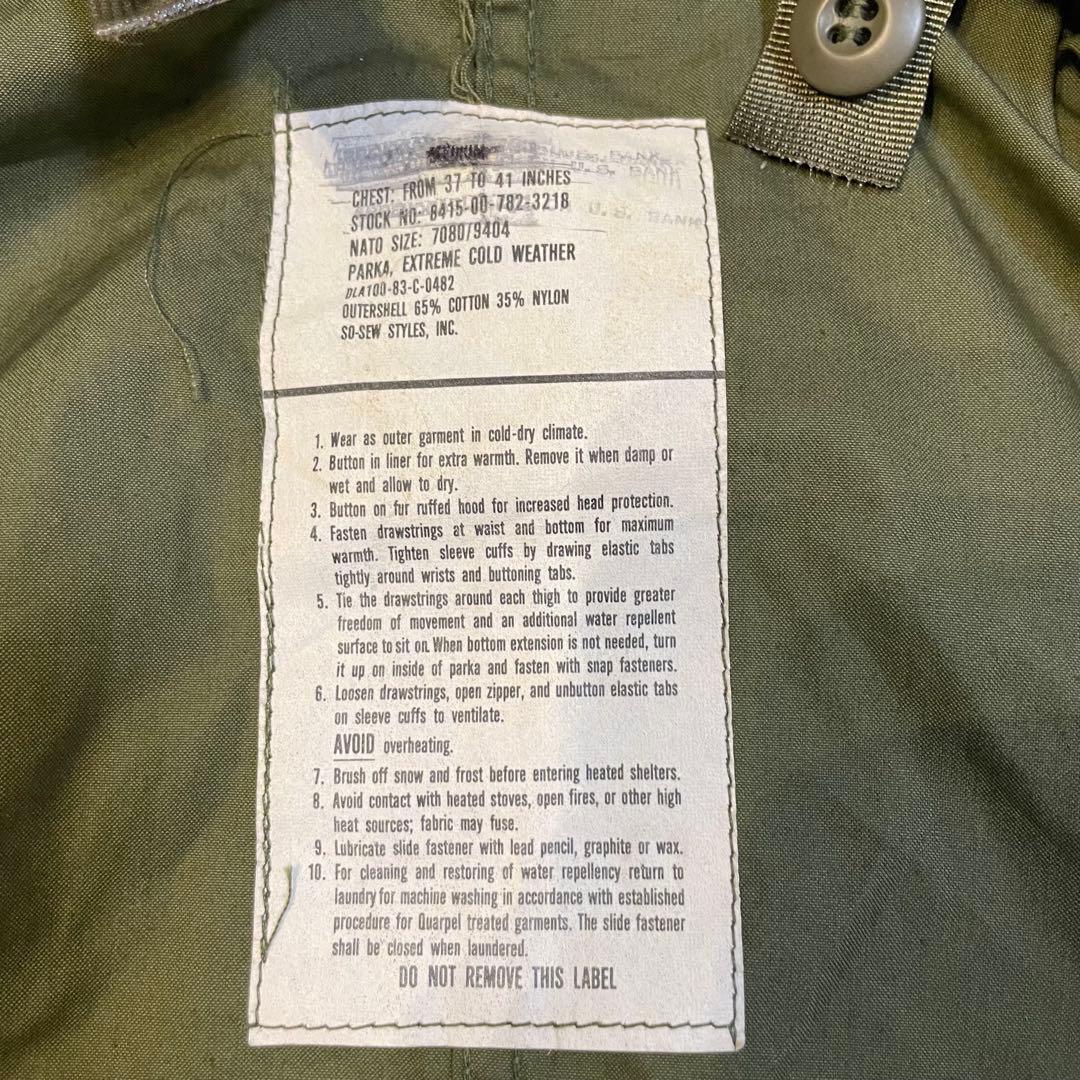 MEDIUM
U.S. BANK
CHEST: FROM 37 TO 41 INCHES
STOCK NO: 8415-00-782-3218
NATO SIZE: 7080/9404
PARKA, EXTREME COLD WEATHER
DLA100-83-C-0482
OUTERSHELL 65% COTTON 35% NYLON
SO-SEW STYLES, INC.
1. Wear as outer garment in cold-dry climate.
2. Button in liner for extra warmth. Remove it when damp or
wet and allow to dry.
3. Button on fur ruffed hood for increased head protection.
4. Fasten drawstrings at waist and bottom for maximum
warmth. Tighten sleeve cuffs by drawing elastic tabs
tightly around wrists and buttoning tabs.
5. Tie the drawstrings around each thigh to provide greater
freedom of movement and an additional water repellent
surface to sit on. When bottom extension is not needed, turn
it up on inside of parka and fasten with snap fasteners.
6. Loosen drawstrings, open zipper, and unbutton elastic tabs
on sleeve cuffs to ventilate.
AVOID overheating.
7. Brush off snow and frost before entering heated shelters.
8. Avoid contact with heated stoves, open fires, or other high
heat sources; fabric may fuse.
9. Lubricate slide fastener with lead pencil, graphite or wax.
10. For cleaning and restoring of water repellency return to
laundry for machine washing in accordance with established
procedure for Quarpel treated garments. The slide fastener
shall be closed when laundered.
DO NOT REMOVE THIS LABEL